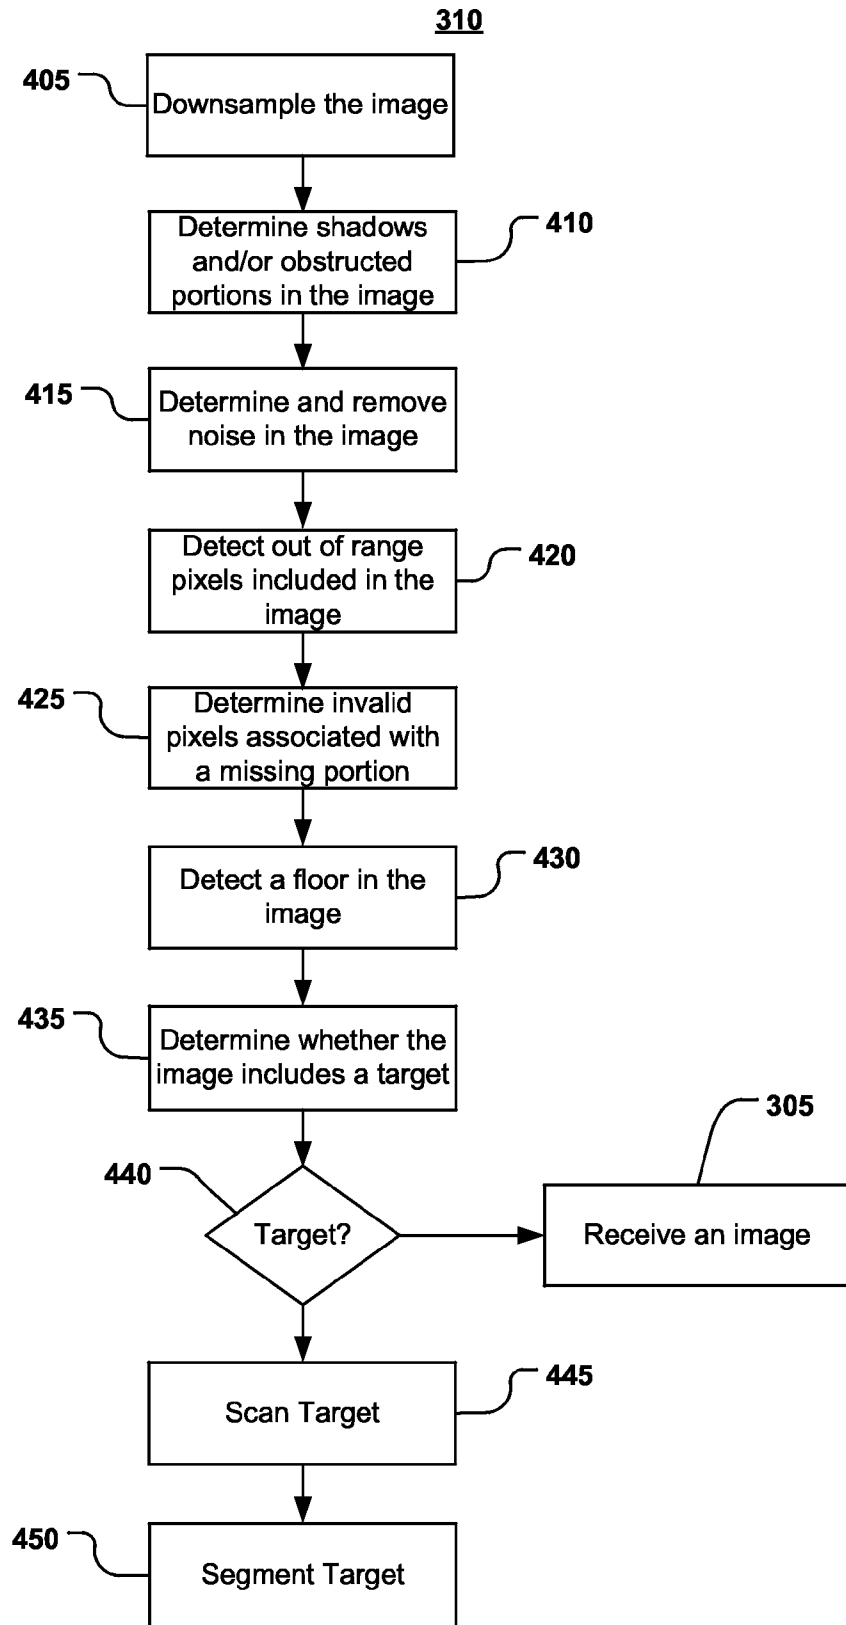 310
405
Downsample the image
Determine shadows
and/or obstructed
portions in the image
410
415
Determine and remove
noise in the image
Detect out of range
pixels included in the
image
420
425
Determine invalid
pixels associated with
a missing portion
Detect a floor in the
image
430
435
Determine whether the
image includes a target
440
Target?
305
Receive an image
Scan Target
445
450
Segment Target